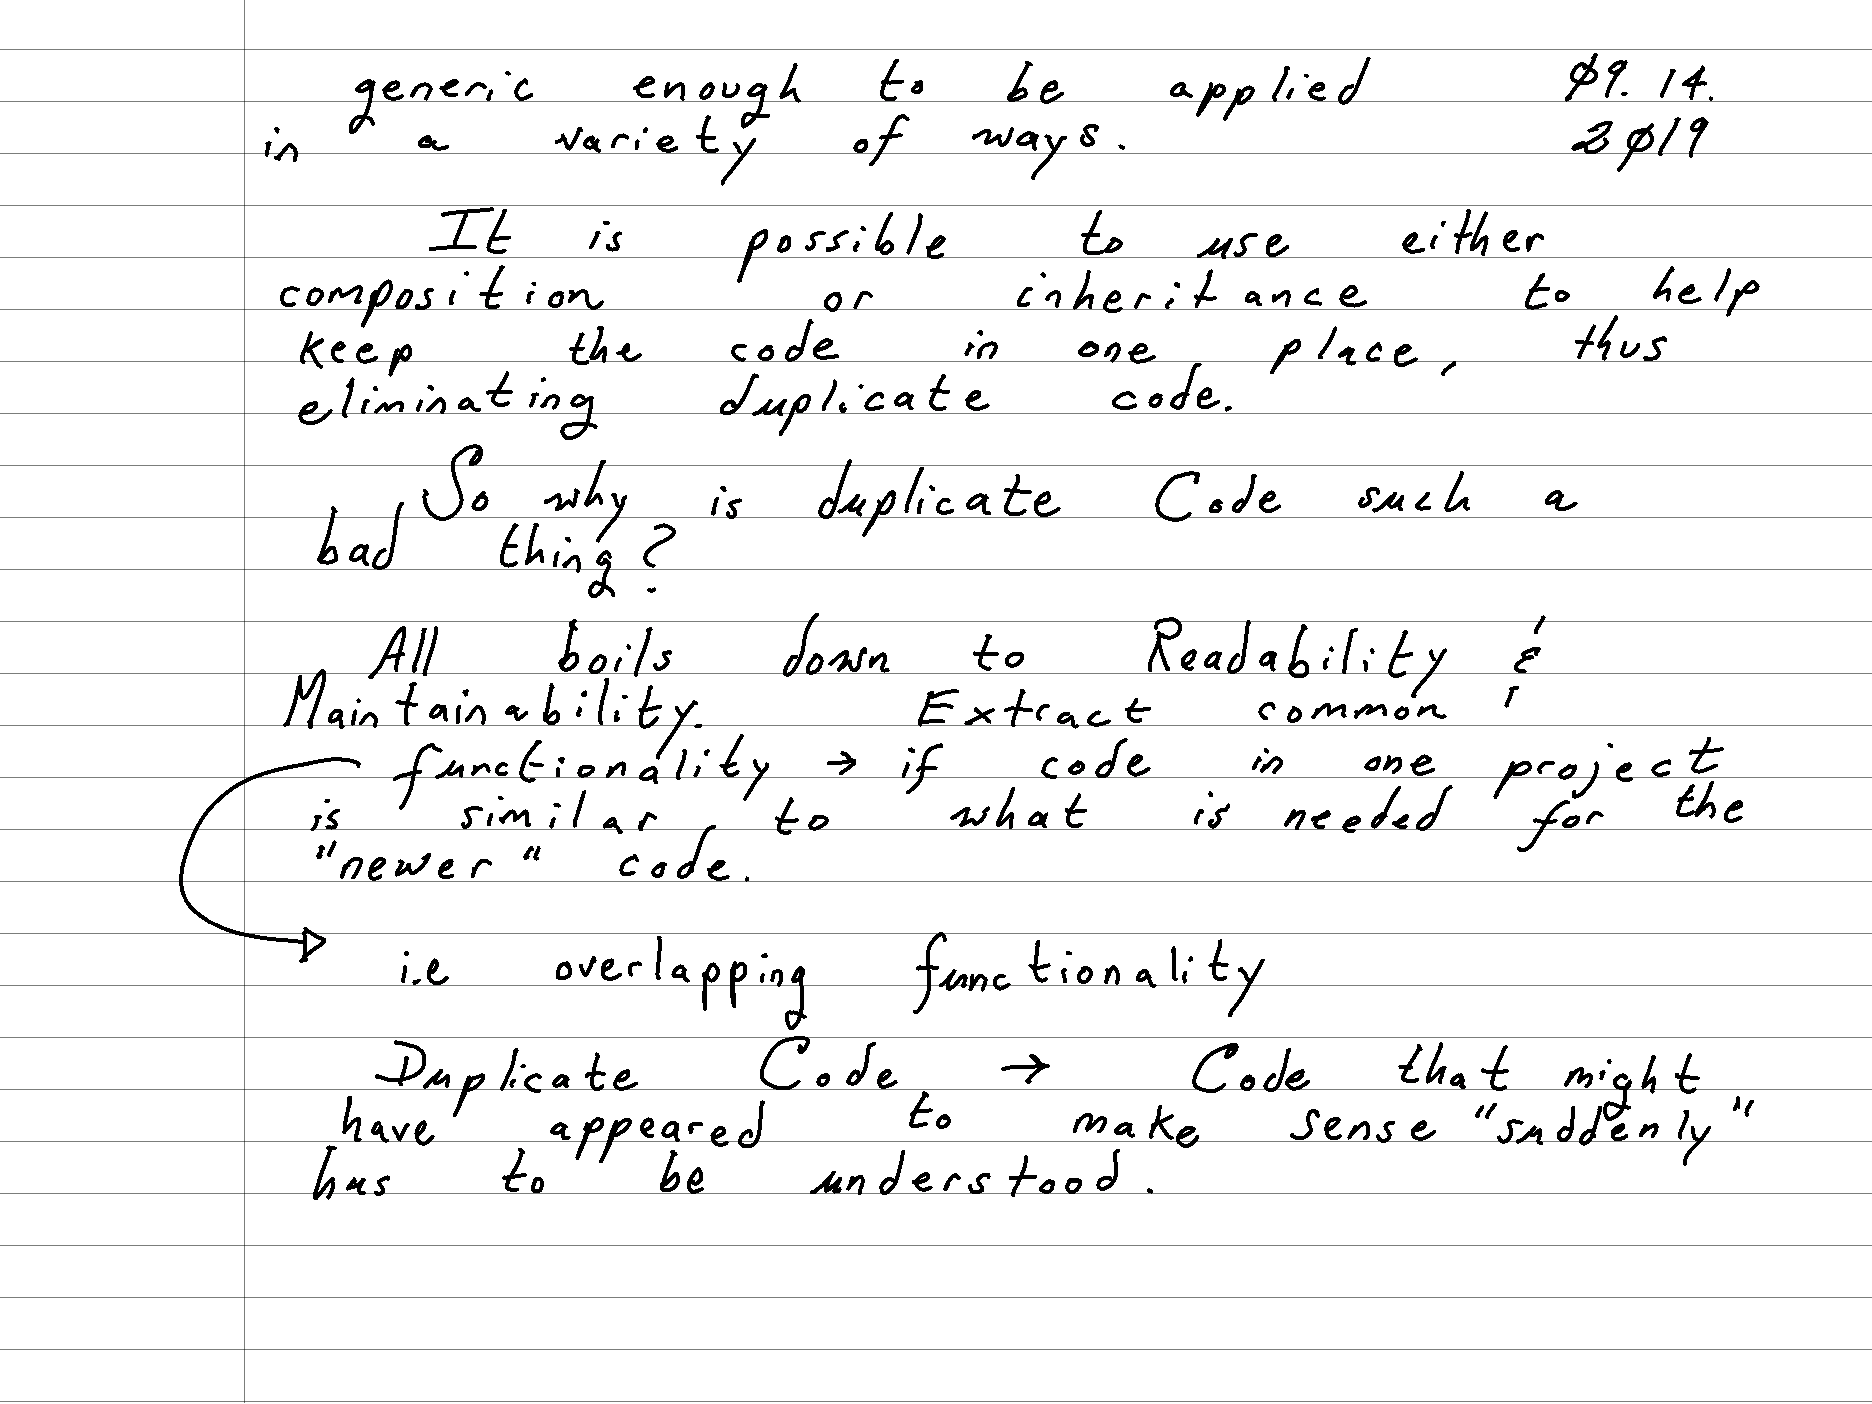 generic enough to be applied ø9. 14.
in a variety of ways. 2ø19
It is possible to use either
composition or inheritance to help
keep the code in one place, thus
eliminating duplicate code.
So why is duplicate Code such a
bad thing?
All boils down to Readability &
Maintainability. Extract common
functionality → if code in one project
is similar to what is needed for the
"newer" code.
i.e overlapping functionality
Duplicate Code → Code that might
have appeared to make sense "suddenly"
has to be understood.